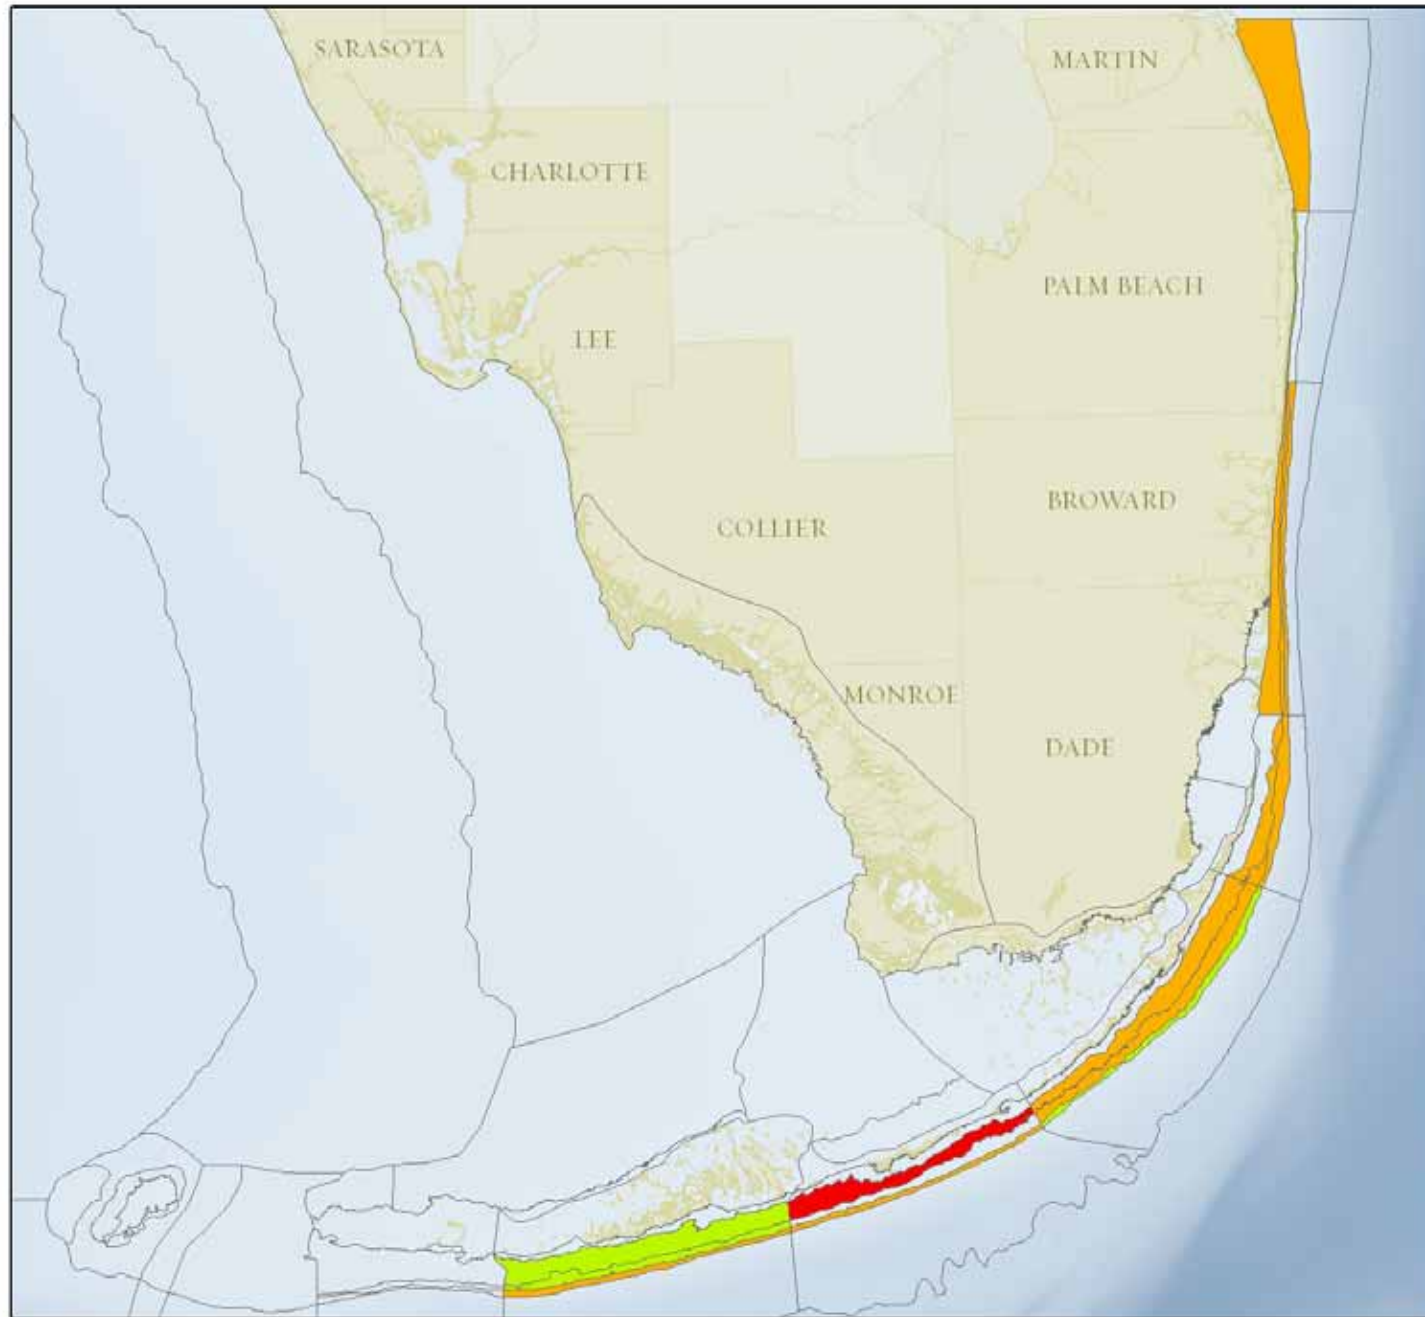 SARASOTA
MARTIN
CHARLOTTE
PALM BEACH
LEE
BROWARD
COLLIER
MONROE
DADE